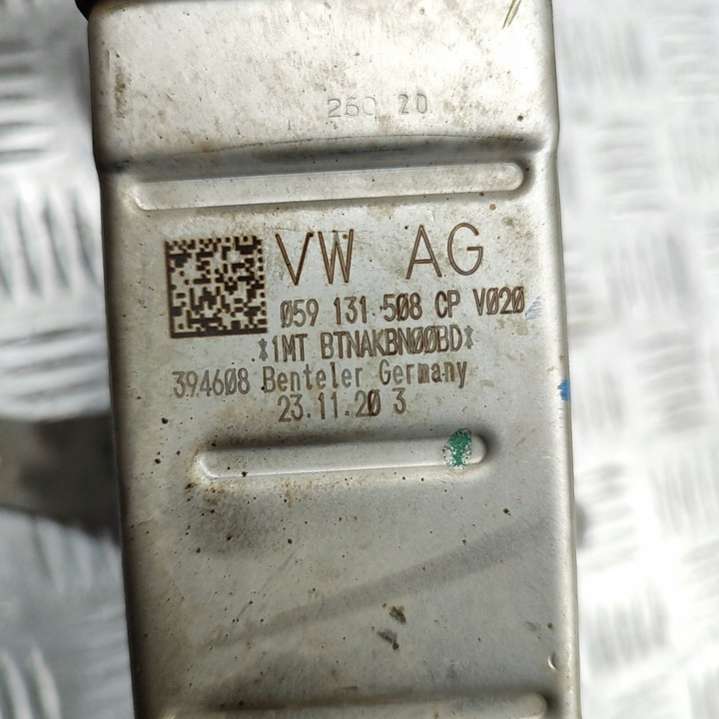 260 20
VW AG
059 131 508 CP V020
*1MT BTNAKBN00BD*
394608 Benteler Germany
23.11.20 3